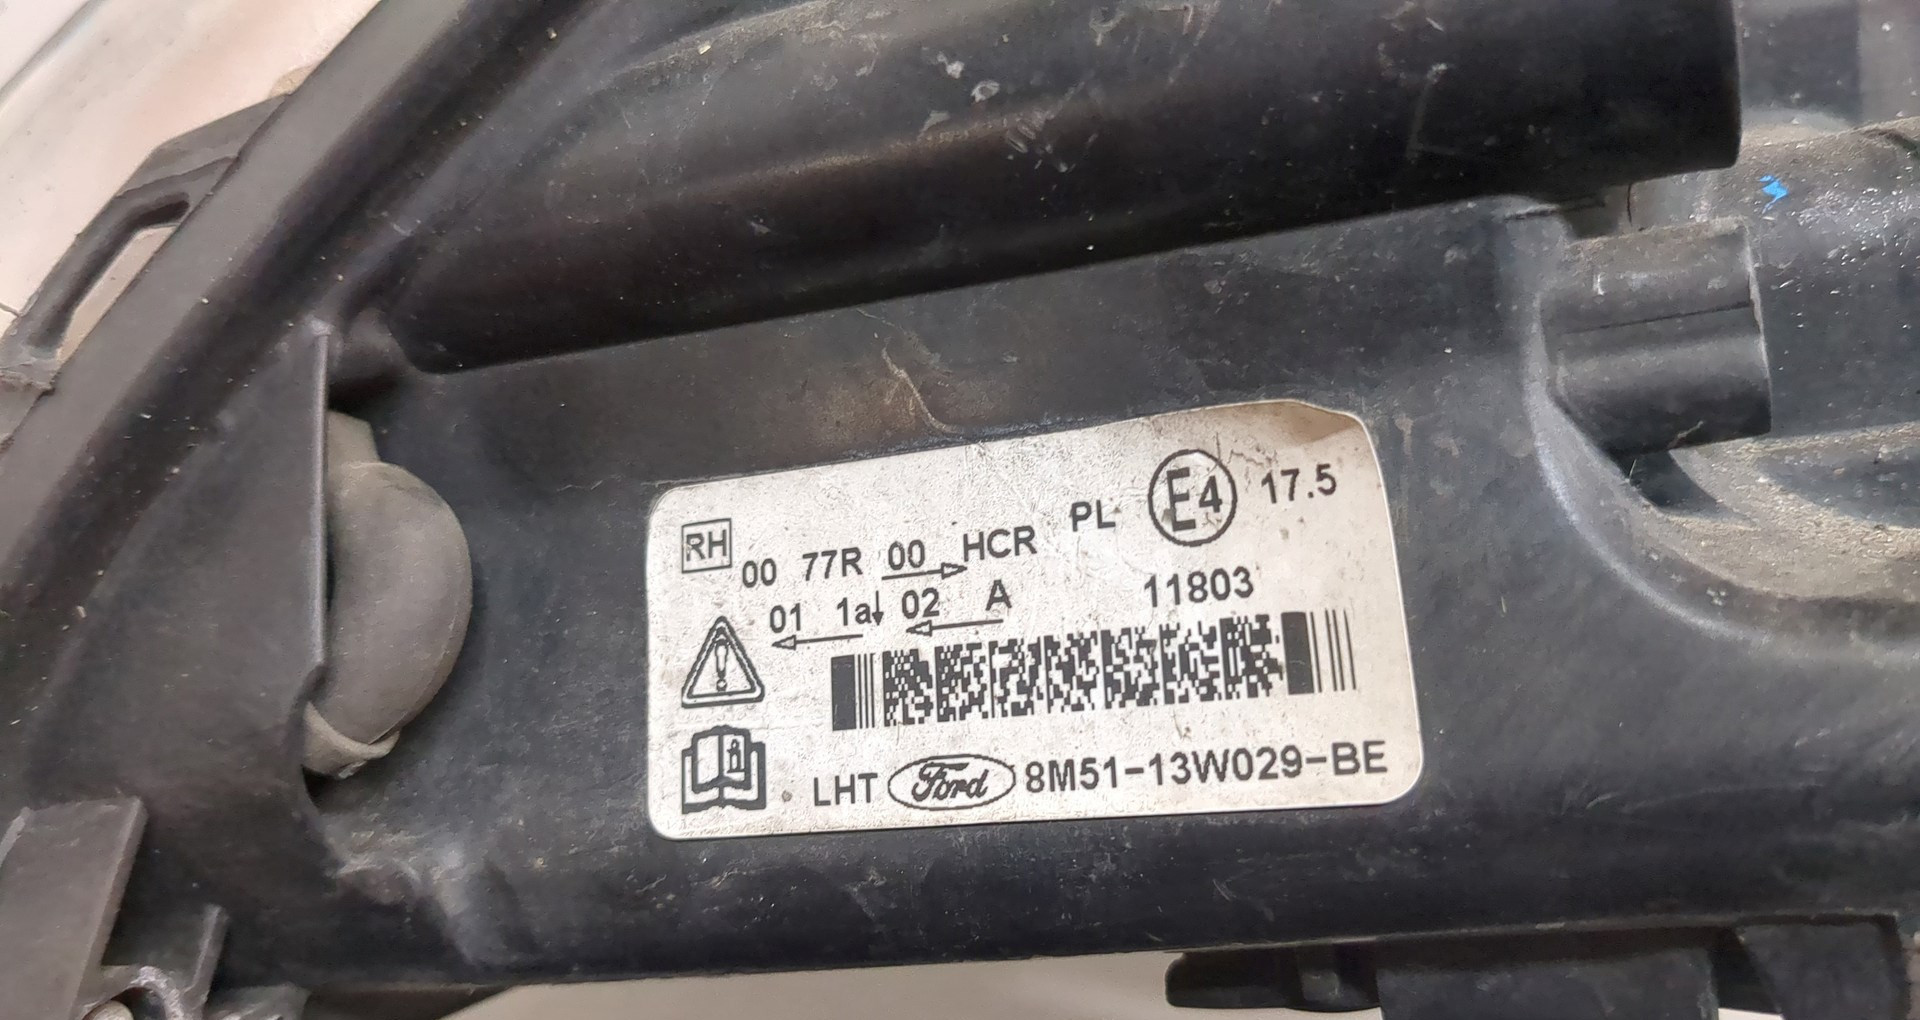 RH 00 77R 00 HCR PL E4 17.5
01 1a 02 A 11803
LHT Ford 8M51-13W029-BE